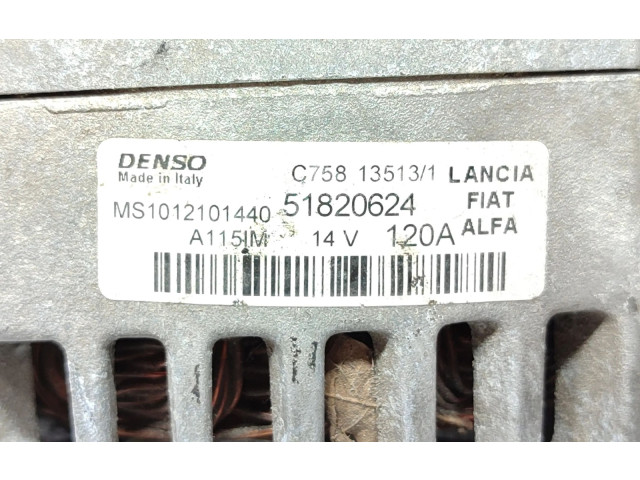 DENSO
Made in Italy
C758 13513/1
LANCIA
FIAT
ALFA
MS1012101440
51820624
A115IM
14 V
120A